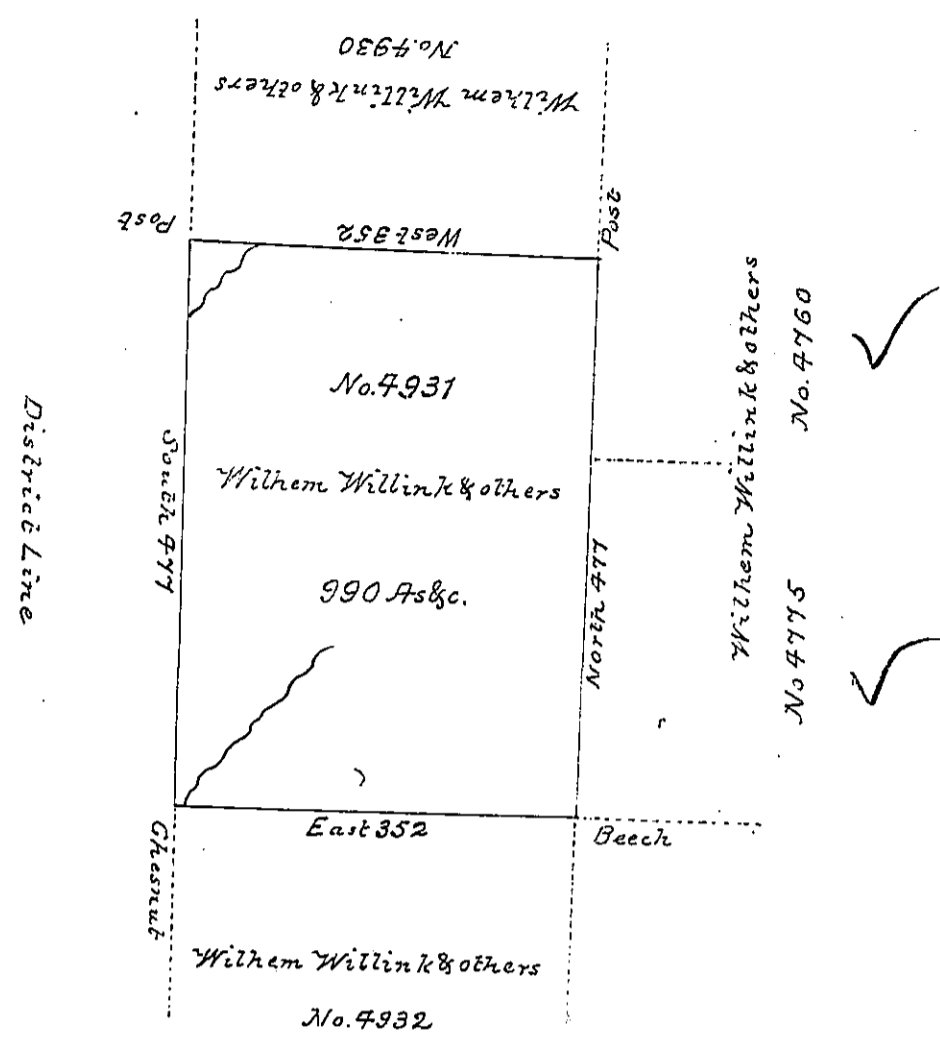 No. 4930
Wilhem Willink & others
Post
West 352
Post
Wilhem Willink & others
No. 4760
No 4775
No. 4931
Wilhem Willink & others
990 As &c.
South 477
North 477
District Line
East 352
Beech
Chesnut
Wilhem Willink & others
No. 4932